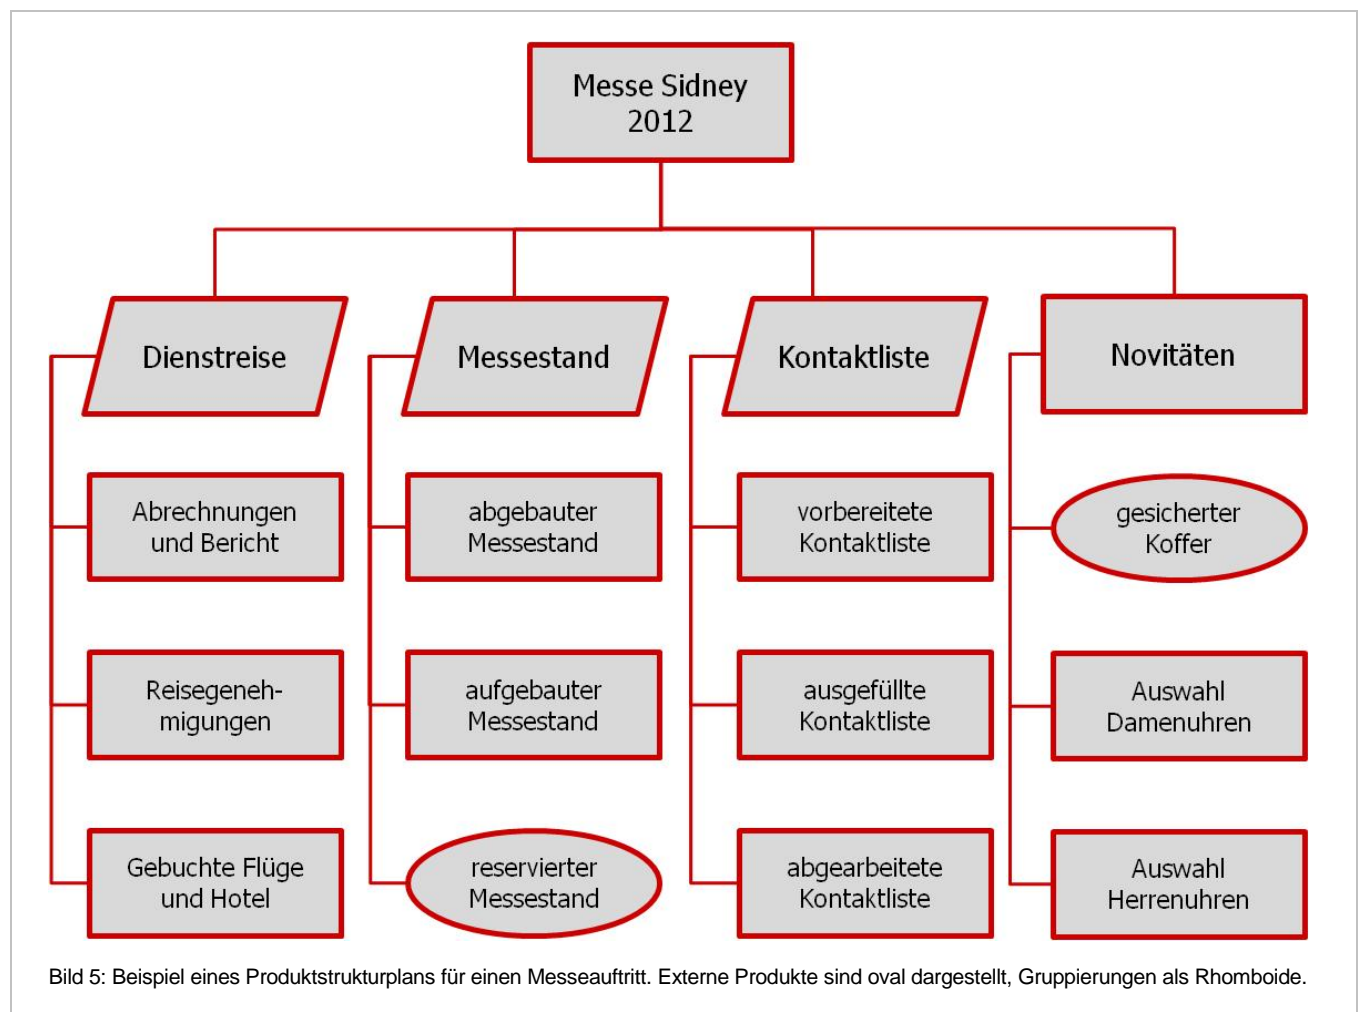 Messe Sidney
2012
Dienstreise
Messestand
Kontaktliste
Novitäten
Abrechnungen
und Bericht
abgebauter
Messestand
vorbereitete
Kontaktliste
gesicherter
Koffer
Reisegeneh-
migungen
aufgebauter
Messestand
ausgefüllte
Kontaktliste
Auswahl
Damenuhren
Gebuchte Flüge
und Hotel
reservierter
Messestand
abgearbeitete
Kontaktliste
Auswahl
Herrenuhren
Bild 5: Beispiel eines Produktstrukturplans für einen Messeauftritt. Externe Produkte sind oval dargestellt, Gruppierungen als Rhomboide.